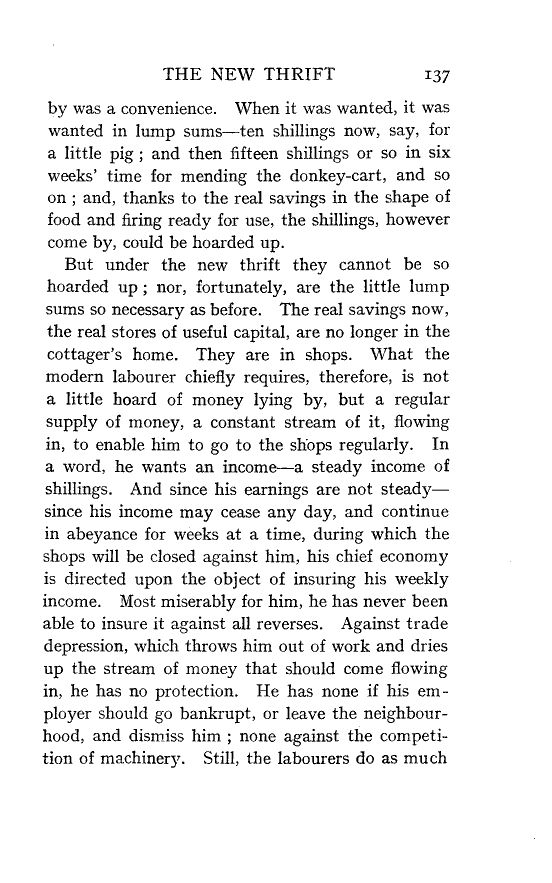 THE NEW THRIFT 137
by was a convenience. When it was wanted, it was
wanted in lump sums—ten shillings now, say, for
a little pig ; and then fifteen shillings or so in six
weeks' time for mending the donkey-cart, and so
on ; and, thanks to the real savings in the shape of
food and firing ready for use, the shillings, however
come by, could be hoarded up.
But under the new thrift they cannot be so
hoarded up ; nor, fortunately, are the little lump
sums so necessary as before. The real savings now,
the real stores of useful capital, are no longer in the
cottager's home. They are in shops. What the
modern labourer chiefly requires, therefore, is not
a little hoard of money lying by, but a regular
supply of money, a constant stream of it, flowing
in, to enable him to go to the shops regularly. In
a word, he wants an income—a steady income of
shillings. And since his earnings are not steady—
since his income may cease any day, and continue
in abeyance for weeks at a time, during which the
shops will be closed against him, his chief economy
is directed upon the object of insuring his weekly
income. Most miserably for him, he has never been
able to insure it against all reverses. Against trade
depression, which throws him out of work and dries
up the stream of money that should come flowing
in, he has no protection. He has none if his em-
ployer should go bankrupt, or leave the neighbour-
hood, and dismiss him ; none against the competi-
tion of machinery. Still, the labourers do as much